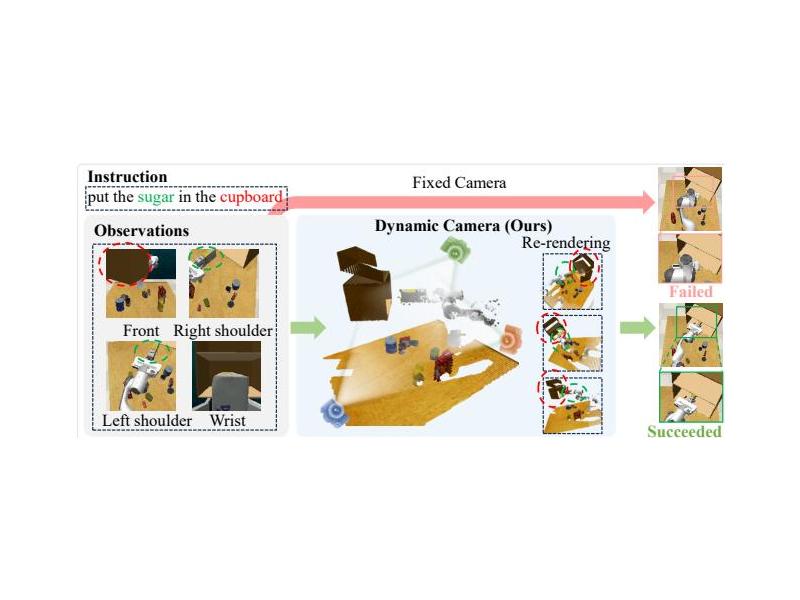 Instruction
put the sugar in the cupboard
Fixed Camera
Observations
Dynamic Camera (Ours)
Re-rendering
Front Right shoulder
Left shoulder Wrist
Failed
Succeeded